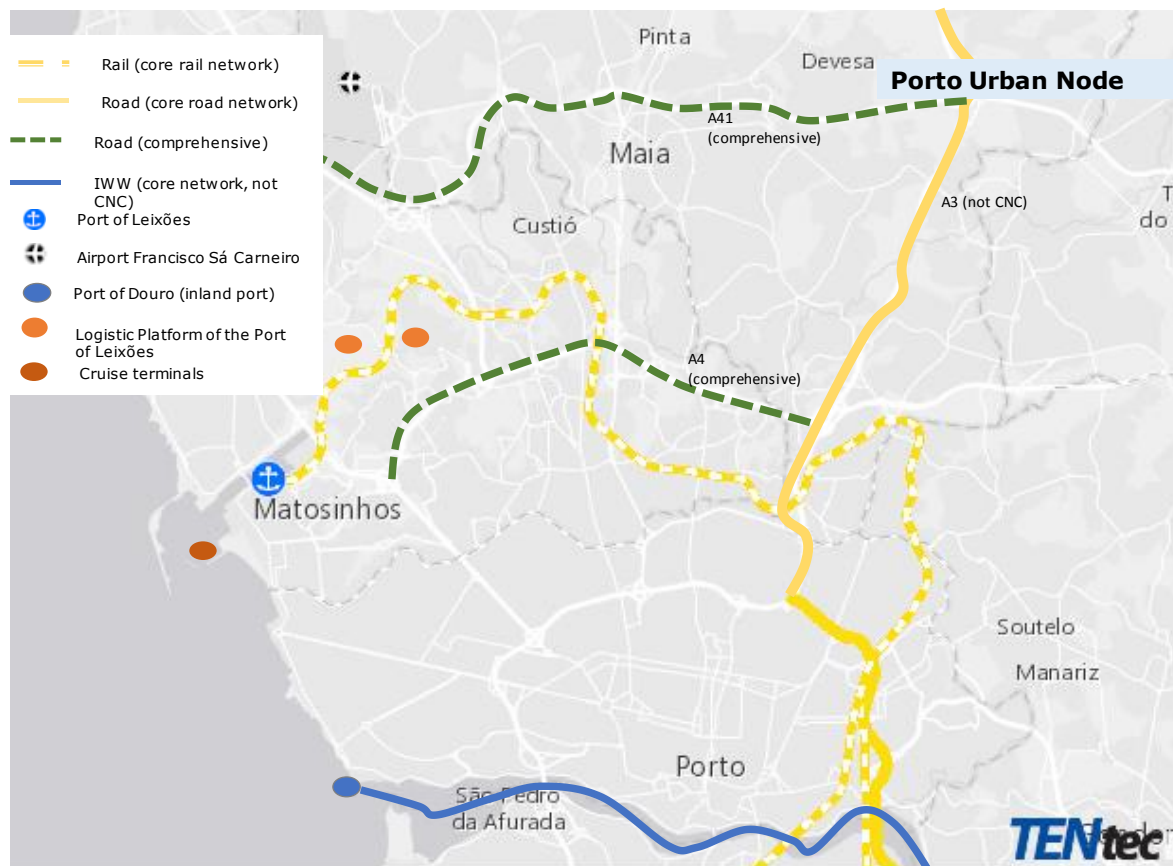 Rail (core rail network)
Road (core road network)
Road (comprehensive)
IWW (core network, not
CNC)
Port of Leixões
Airport Francisco Sá Carneiro
Port of Douro (inland port)
Logistic Platform of the Port
of Leixões
Cruise terminals
Pinta
Devesa
Porto Urban Node
A41
(comprehensive)
Maia
A3 (not CNC)
do
Custió
A4
(comprehensive)
Matosinhos
Soutelo
Manariz
Porto
São Pedro
da Afurada
TENtec